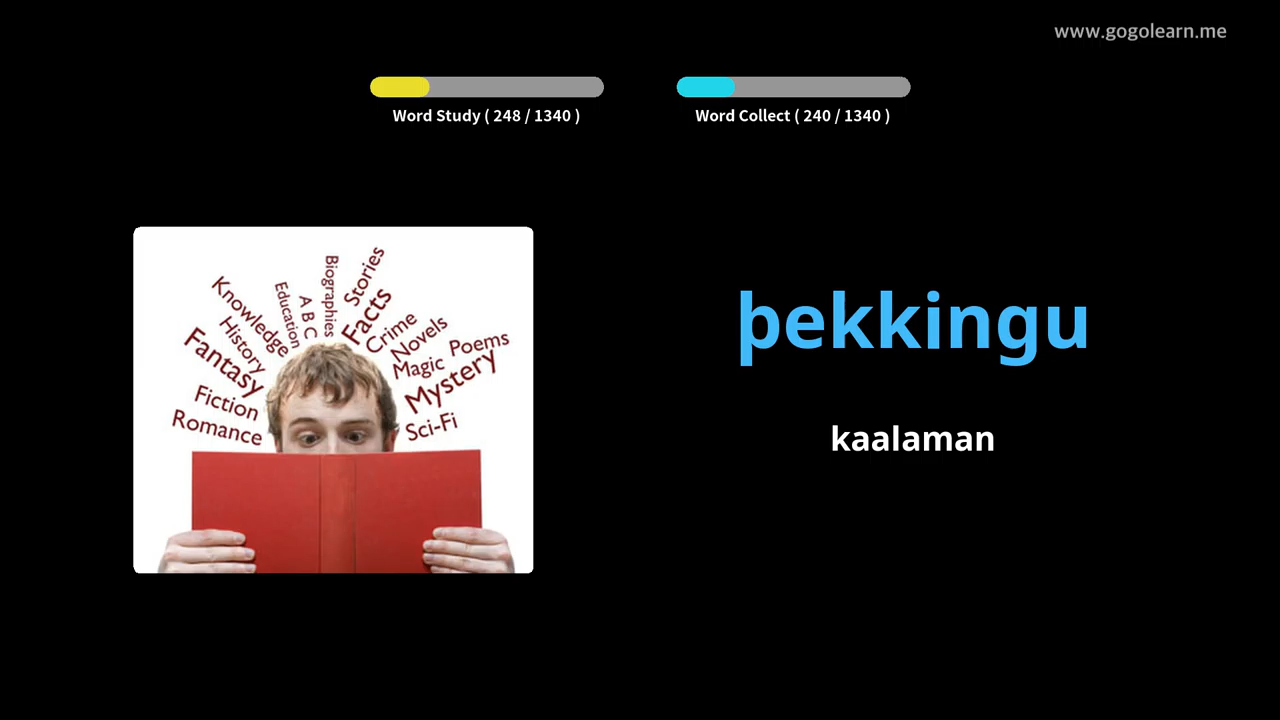 www.gogolearn.me
Word Study ( 248 / 1340 )
Word Collect ( 240 / 1340 )
Knowledge
Education
A B C
Biographies
Stories
Facts
History
Crime
Novels
Fantasy
Magic
Poems
Mystery
Fiction
Romance
Sci-Fi
þekkingu
kaalaman